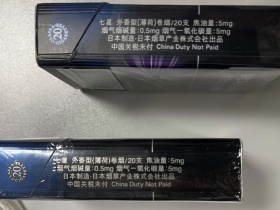 七星 外香型(薄荷)卷烟/20支 焦油量:5mg
烟气烟碱量:0.5mg 烟气一氧化碳量:5mg
日本制造·日本烟草产业株式会社出品
中国关税未付 China Duty Not Paid
20
七星 外香型(薄荷)卷烟/20支 焦油量:5mg
烟气烟碱量:0.5mg 烟气一氧化碳量:5mg
日本制造·日本烟草产业株式会社出品
中国关税未付 China Duty Not Paid
20